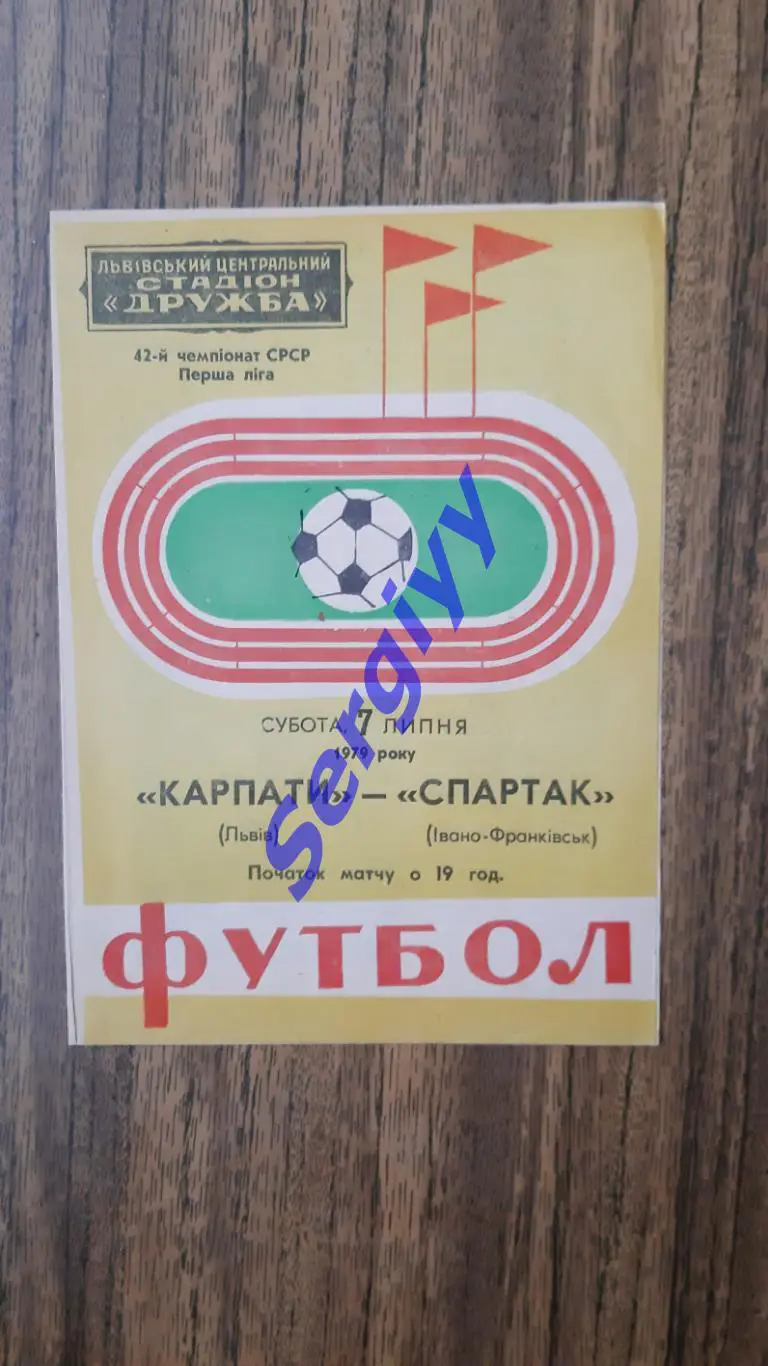 ЛЬВІВСЬКИЙ ЦЕНТРАЛЬНИЙ
СТАДІОН
«ДРУЖБА»
42-й чемпіонат СРСР
Перша ліга
СУБОТА, 7 ЛИПНЯ
1979 року
«КАРПАТИ» — «СПАРТАК»
(Львів) (Івано-Франківськ)
Початок матчу о 19 год.
ФУТБОЛ
Sergiyy